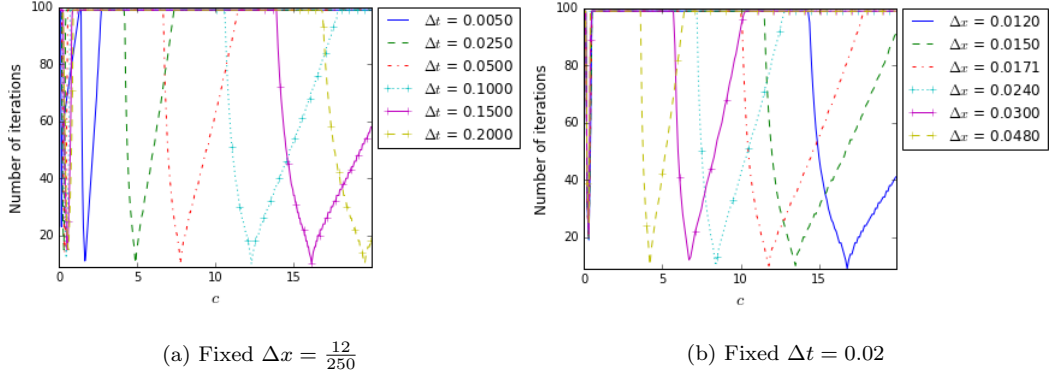 Number of iterations
100
80
60
40
20
0
5
10
15
c
Δt = 0.0050
Δt = 0.0250
Δt = 0.0500
Δt = 0.1000
Δt = 0.1500
Δt = 0.2000
(a) Fixed Δx = 12/250
Number of iterations
100
80
60
40
20
0
5
10
15
c
Δx = 0.0120
Δx = 0.0150
Δx = 0.0171
Δx = 0.0240
Δx = 0.0300
Δx = 0.0480
(b) Fixed Δt = 0.02